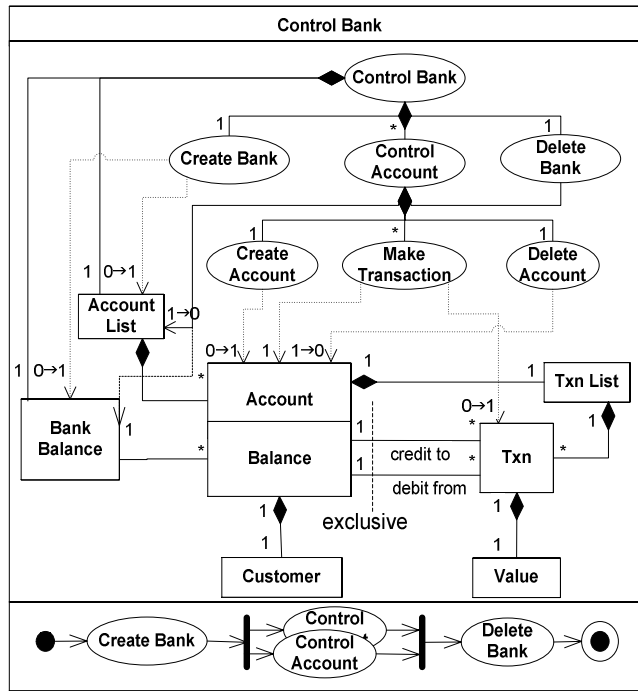 Control Bank
Control Bank
1
*
1
Create Bank
Control
Account
Delete
Bank
1
*
1
Create
Account
Make
Transaction
Delete
Account
1
0→1
Account
List
1→0
0→1
1
1→0
1
0→1
1
*
Account
1
1
Txn List
1
0→1
Bank
Balance
1
*
Balance
1
*
credit to
1
*
debit from
Txn
*
exclusive
1
1
Customer
1
1
Value
Create Bank
Control
Control
Account
Delete
Bank